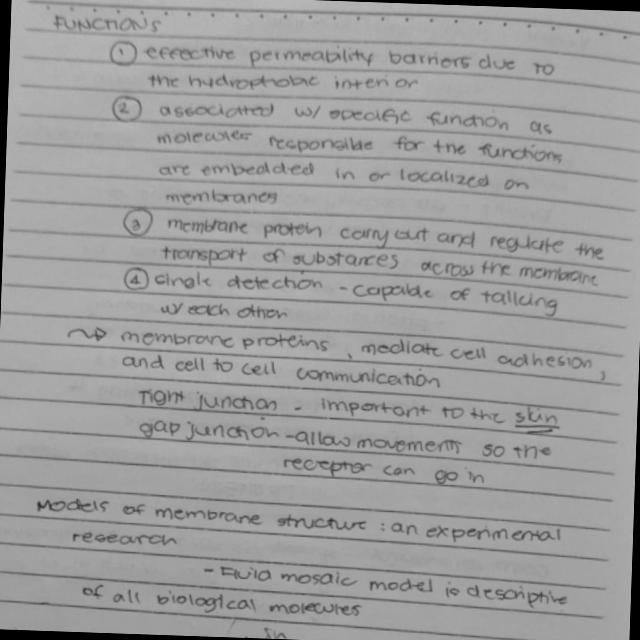 FUNCTIONS
① effective permeability barriers due to
the hydrophobic interior
② associated w/ specific function as
molecules responsible for the functions
are embedded in or localized on
membranes
③ membrane protein carry out and regulate the
transport of substances across the membrane
④ single detection - capable of talking
w/ each other
~> membrane proteins, mediate cell adhesion,
and cell to cell communication
Tight junction - important to the skin
gap junction - allow movements so the
receptor can go in
Models of membrane structure : an experimental
research
- Fluid mosaic model is descriptive
of all biological molecules